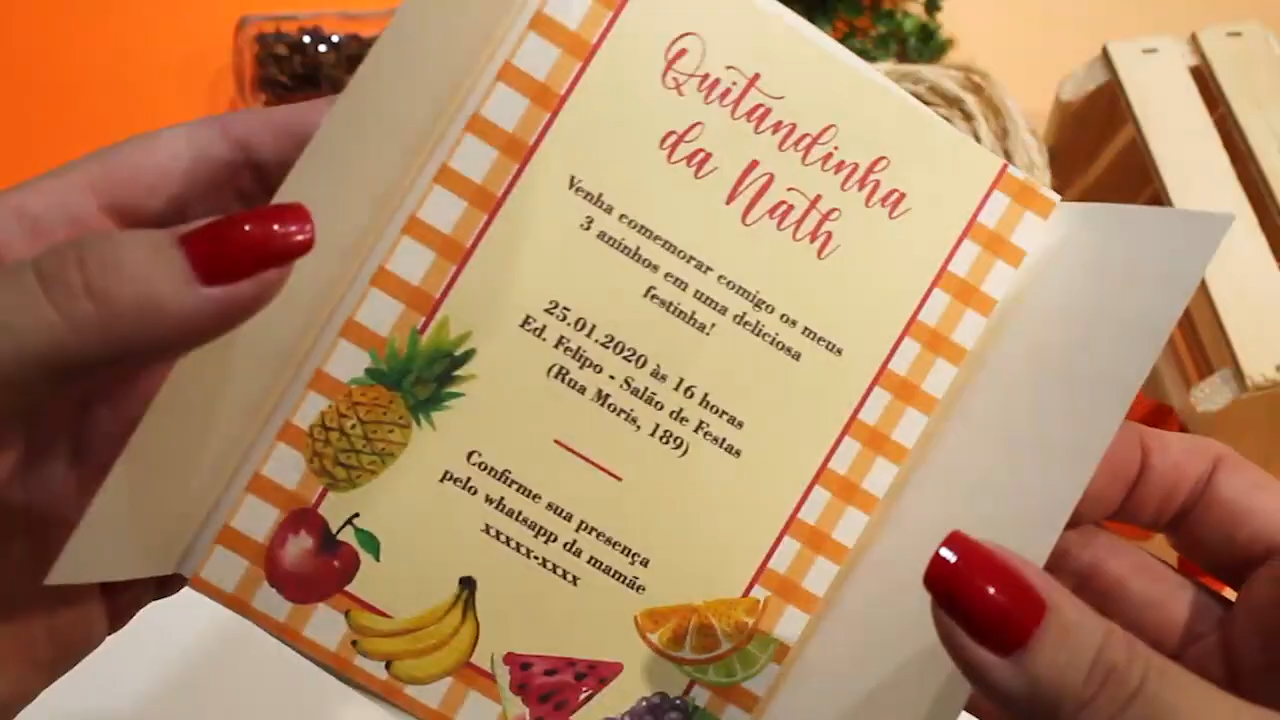 Quitandinha
da Nath
Venha comemorar comigo os meus
3 aninhos em uma deliciosa
festinha!
25.01.2020 às 16 horas
Ed. Felipo - Salão de Festas
(Rua Moris, 189)
Confirme sua presença
pelo whatsapp da mamãe
xxxxx-xxxx